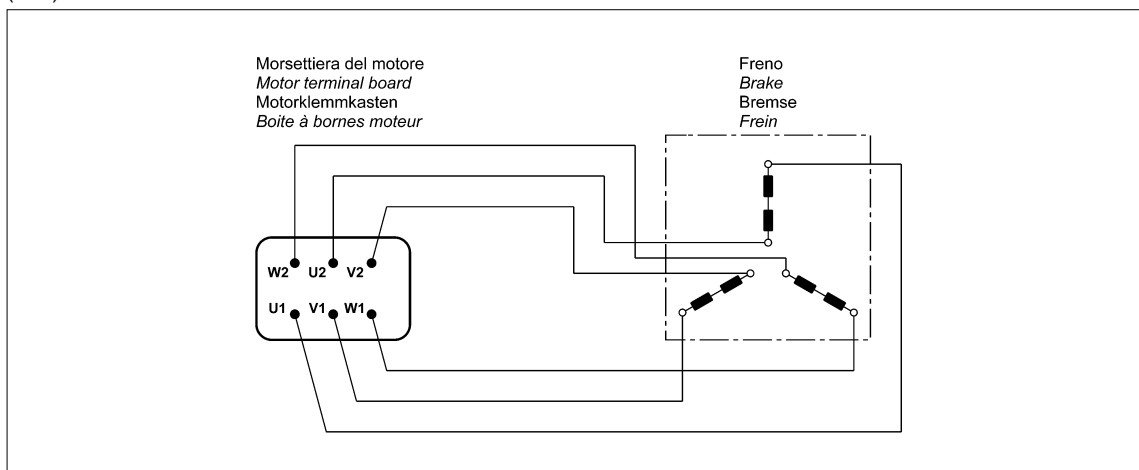 Morsettiera del motore
Motor terminal board
Motorklemmkasten
Boite à bornes moteur
Freno
Brake
Bremse
Frein
W2 U2 V2
U1 V1 W1